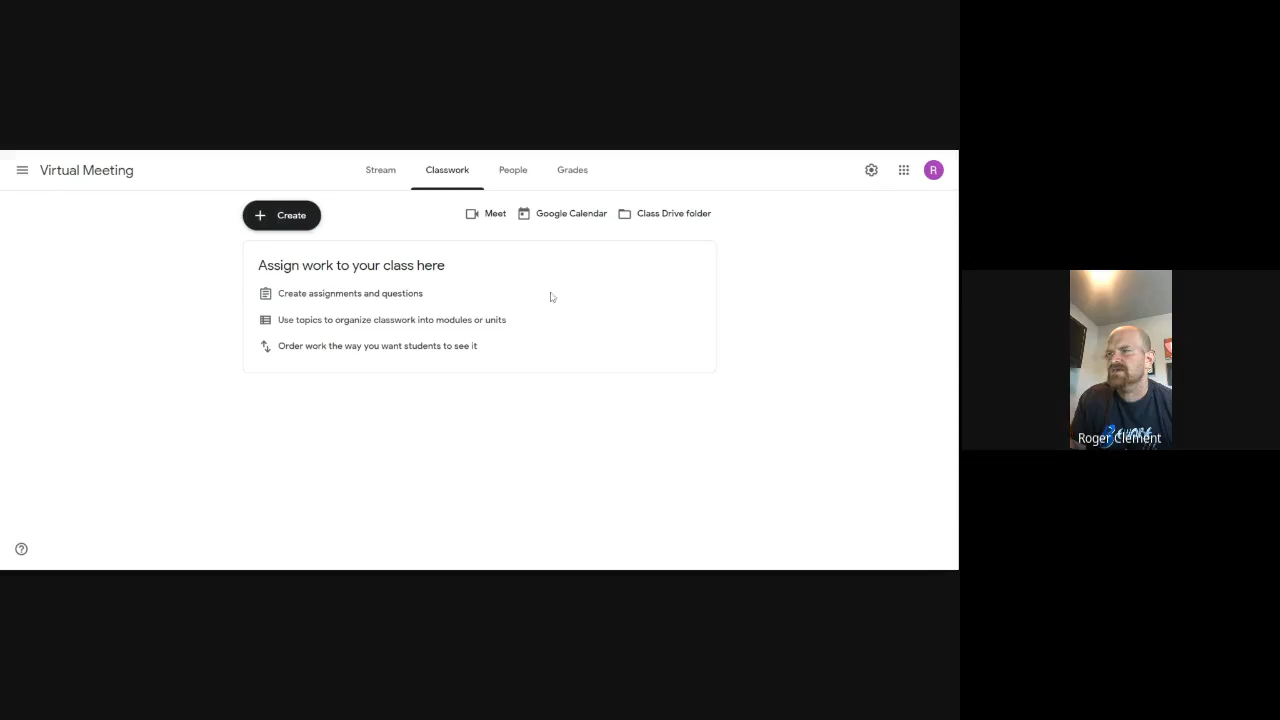 Virtual Meeting
Stream
Classwork
People
Grades
R
Create
Meet
Google Calendar
Class Drive folder
Assign work to your class here
Create assignments and questions
Use topics to organize classwork into modules or units
Order work the way you want students to see it
Roger Clement